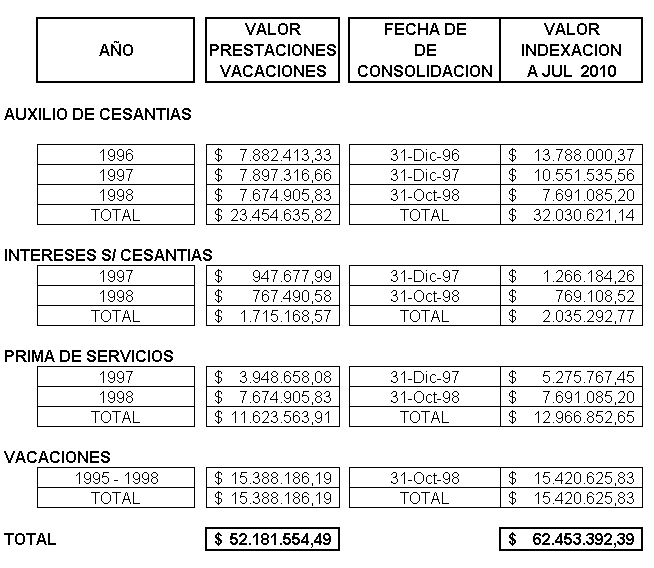 AÑO VALOR PRESTACIONES VACACIONES FECHA DE DE CONSOLIDACION VALOR INDEXACION A JUL 2010
AUXILIO DE CESANTIAS
1996 $ 7.882.413,33 31-Dic-96 $ 13.788.000,37
1997 $ 7.897.316,66 31-Dic-97 $ 10.551.535,56
1998 $ 7.674.905,83 31-Oct-98 $ 7.691.085,20
TOTAL $ 23.454.635,82 TOTAL $ 32.030.621,14
INTERESES S/ CESANTIAS
1997 $ 947.677,99 31-Dic-97 $ 1.266.184,26
1998 $ 767.490,58 31-Oct-98 $ 769.108,52
TOTAL $ 1.715.168,57 TOTAL $ 2.035.292,77
PRIMA DE SERVICIOS
1997 $ 3.948.658,08 31-Dic-97 $ 5.275.767,45
1998 $ 7.674.905,83 31-Oct-98 $ 7.691.085,20
TOTAL $ 11.623.563,91 TOTAL $ 12.966.852,65
VACACIONES
1995 - 1998 $ 15.388.186,19 31-Oct-98 $ 15.420.625,83
TOTAL $ 15.388.186,19 TOTAL $ 15.420.625,83
TOTAL $ 52.181.554,49 $ 62.453.392,39